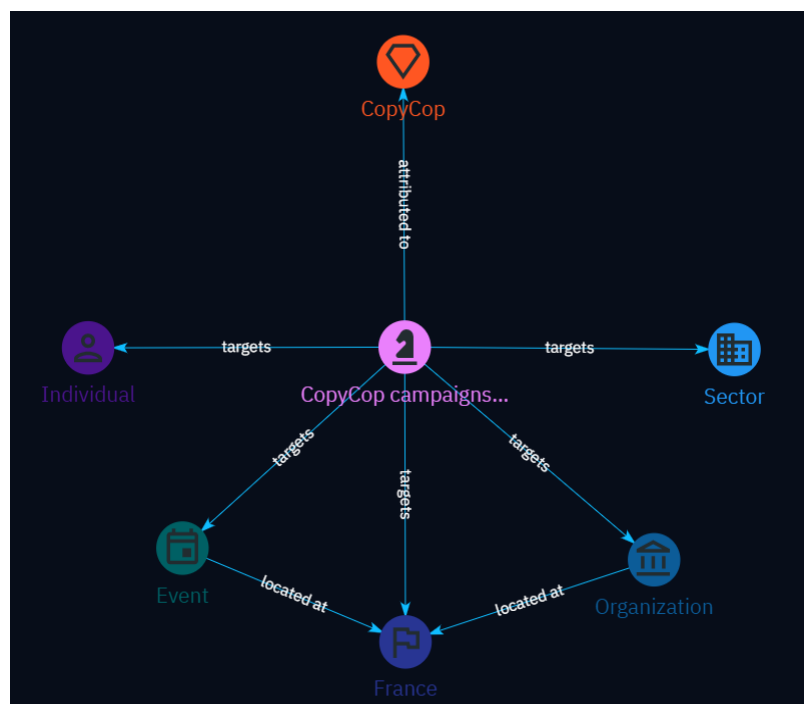 CopyCop
attributed to
targets
targets
Individual
CopyCop campaigns...
Sector
targets
targets
targets
Event
located at
located at
Organization
France